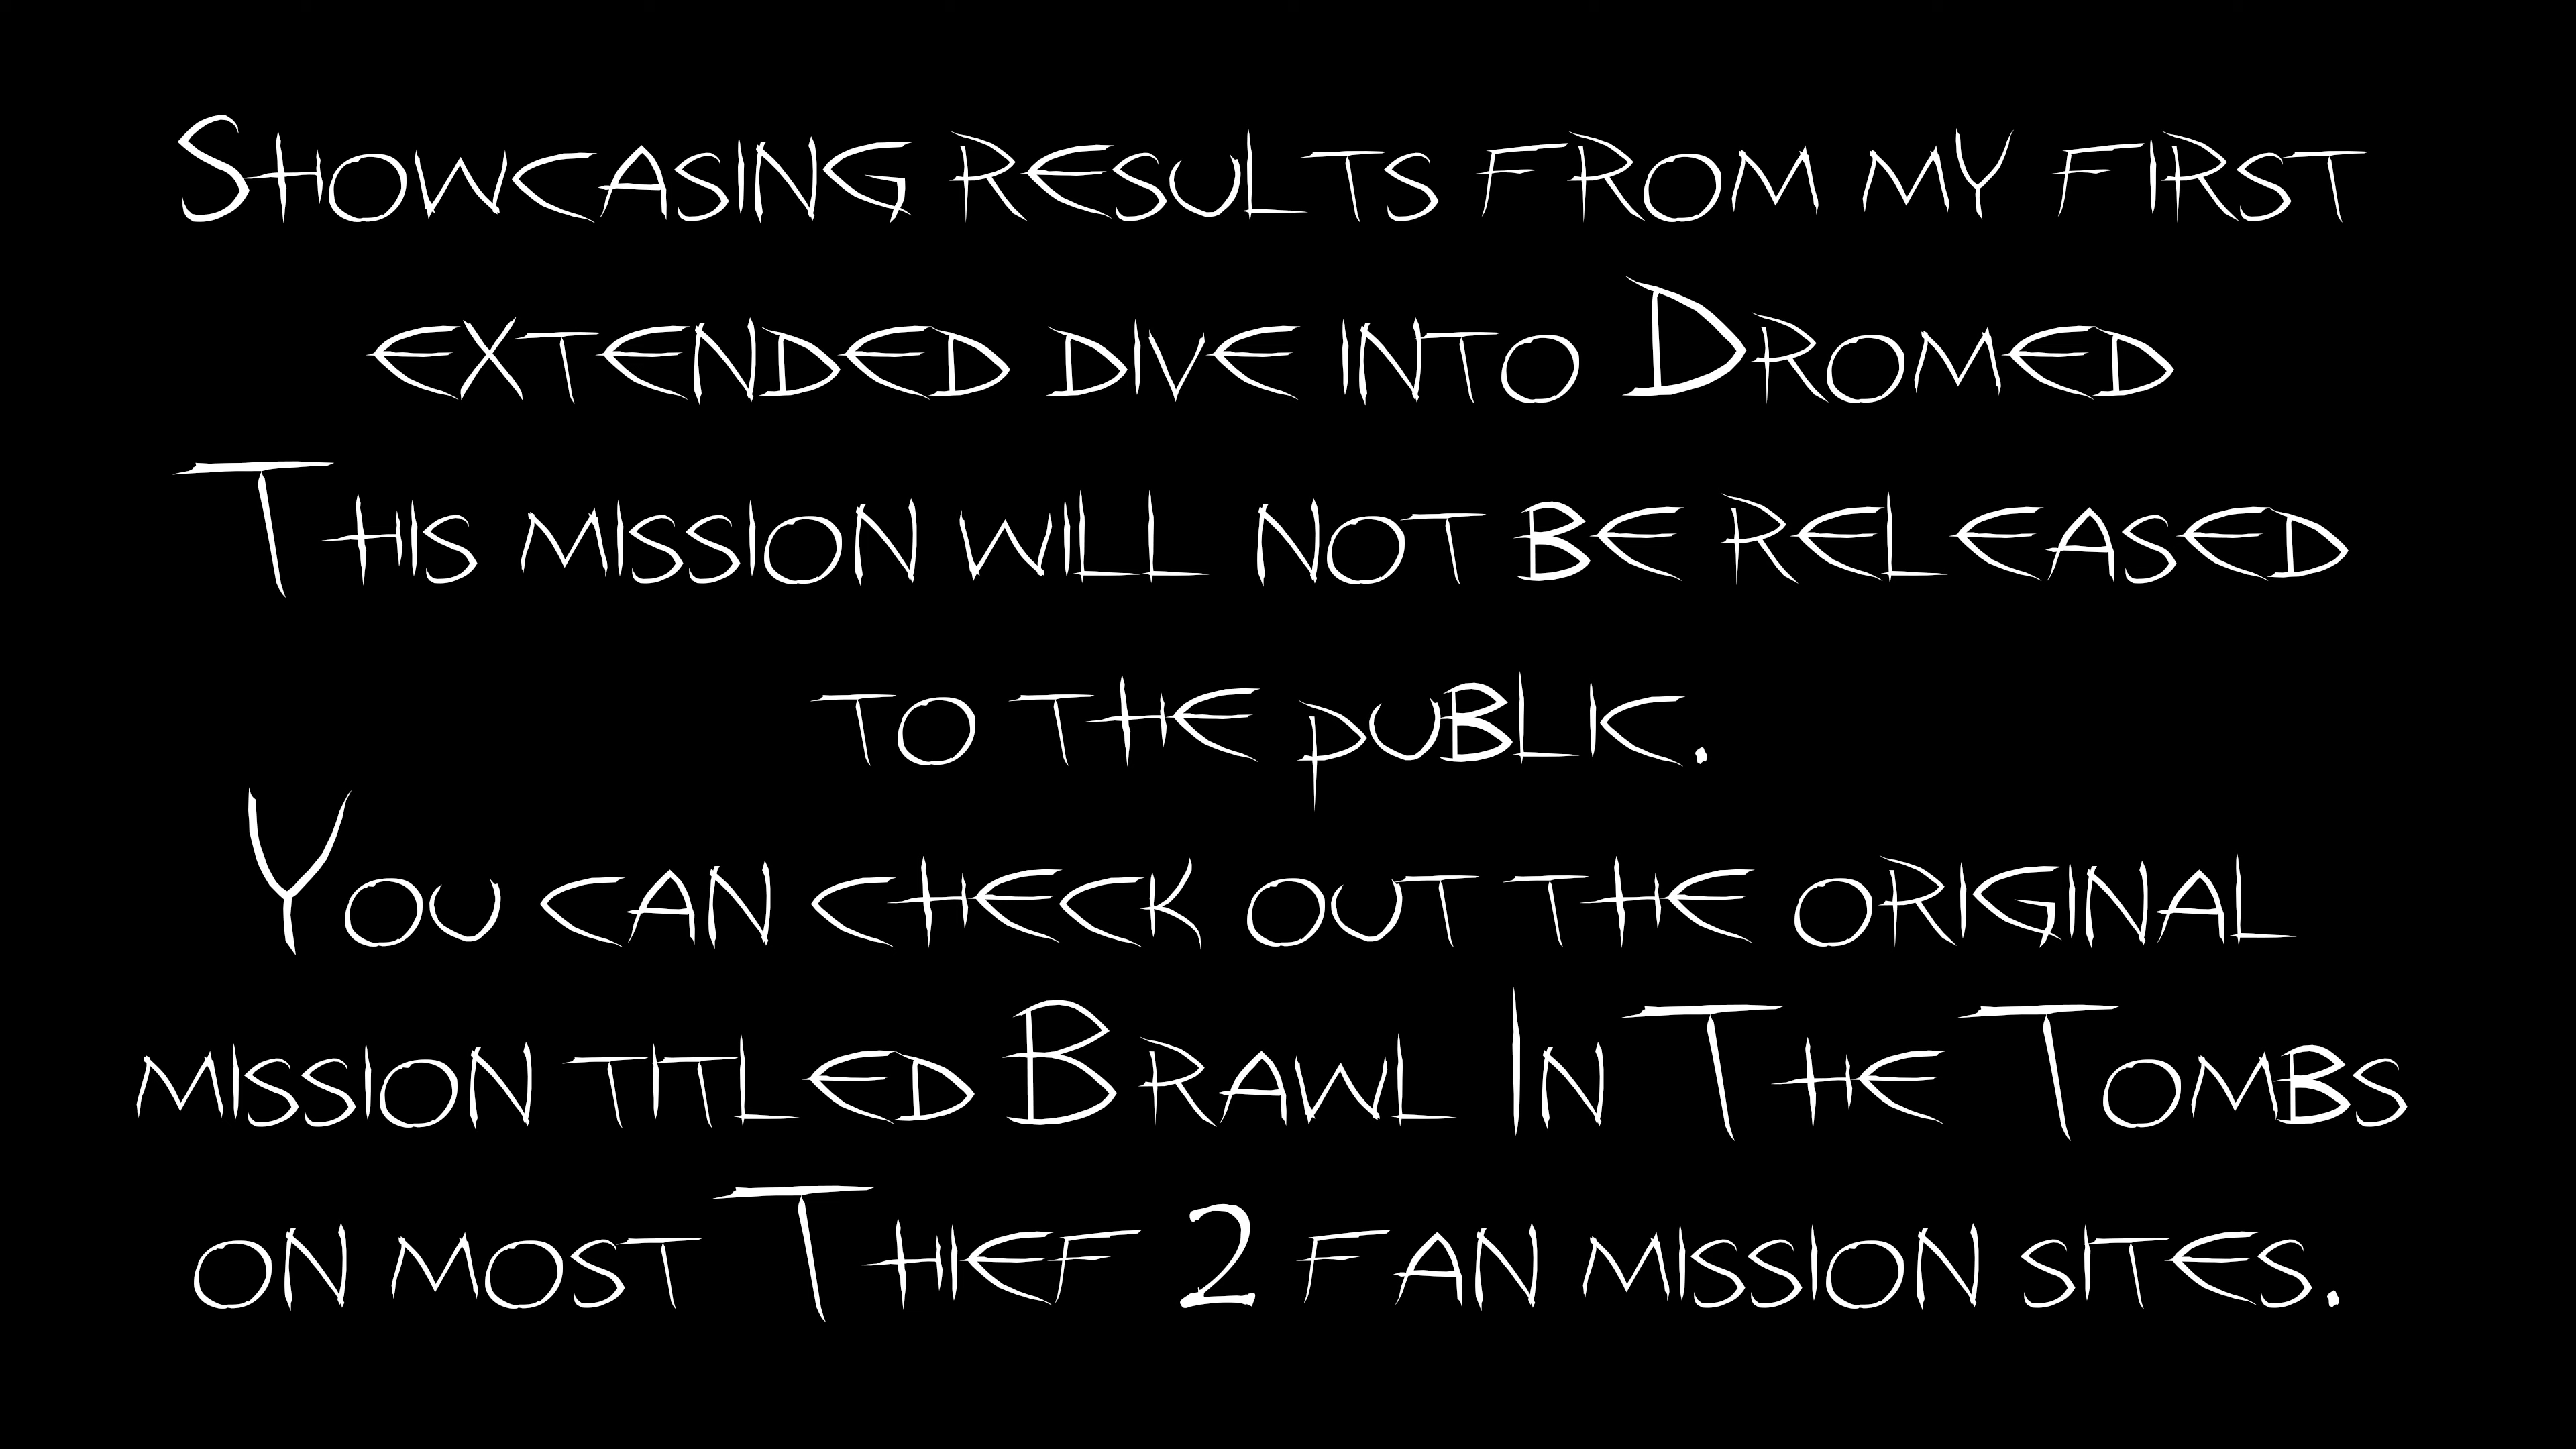 Showcasing results from my first
extended dive into Dromed
This mission will not be released
to the public.
You can check out the original
mission titled Brawl In The Tombs
on most Thief 2 fan mission sites.